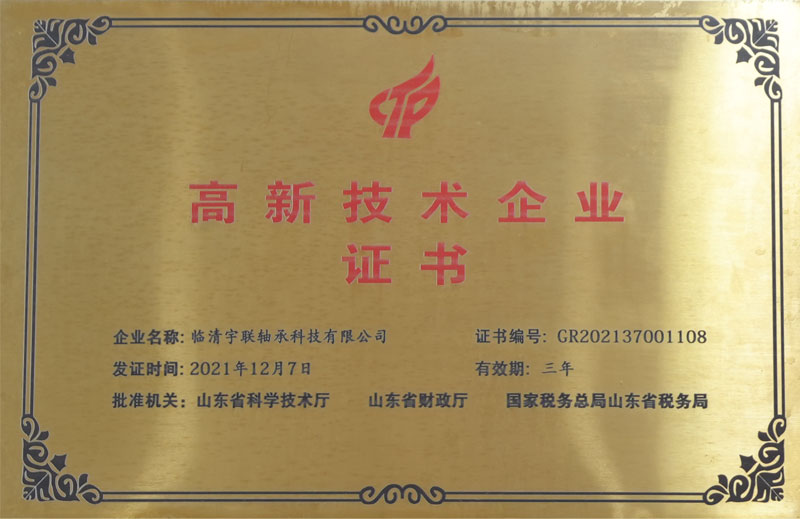 高新技术企业
证书
企业名称: 临清宇联轴承科技有限公司 证书编号: GR202137001108
发证时间: 2021年12月7日 有效期: 三年
批准机关: 山东省科学技术厅 山东省财政厅 国家税务总局山东省税务局